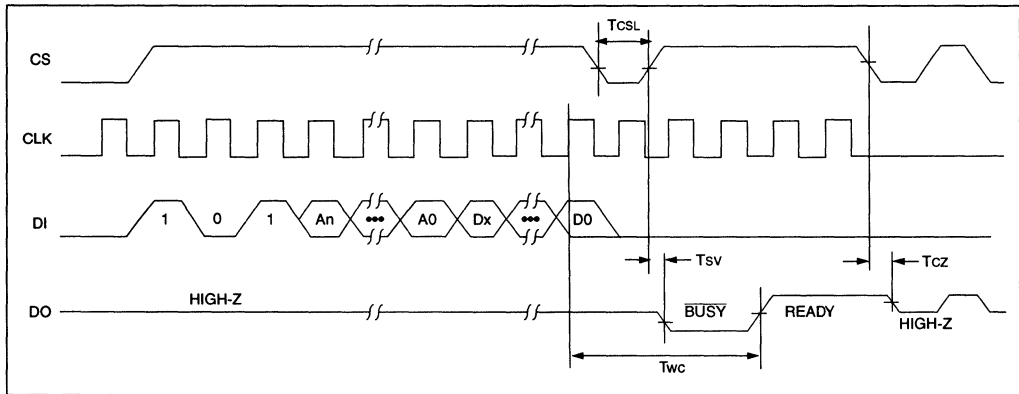 TCSL
CS
CLK
DI 1 0 1 An ••• A0 Dx ••• D0
TSV TCZ
HIGH-Z BUSY READY
DO HIGH-Z
TWC